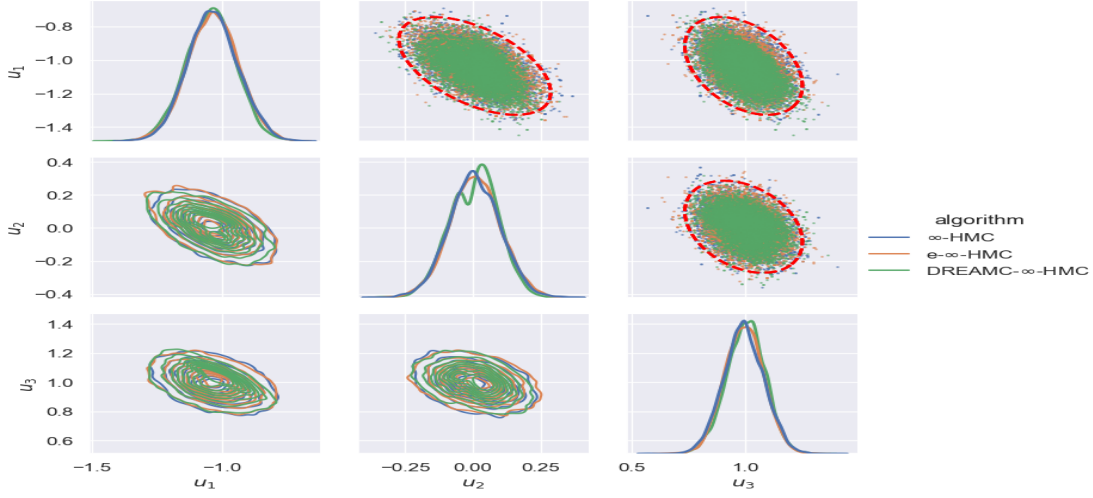 −0.8
−1.0
−1.2
−1.4
u₁
0.4
0.2
0.0
−0.2
−0.4
u₂
1.4
1.2
1.0
0.8
0.6
u₃
−1.5 −1.0
u₁
−0.25 0.00 0.25
u₂
0.5 1.0
u₃
algorithm
∞-HMC
e-∞-HMC
DREAMC-∞-HMC